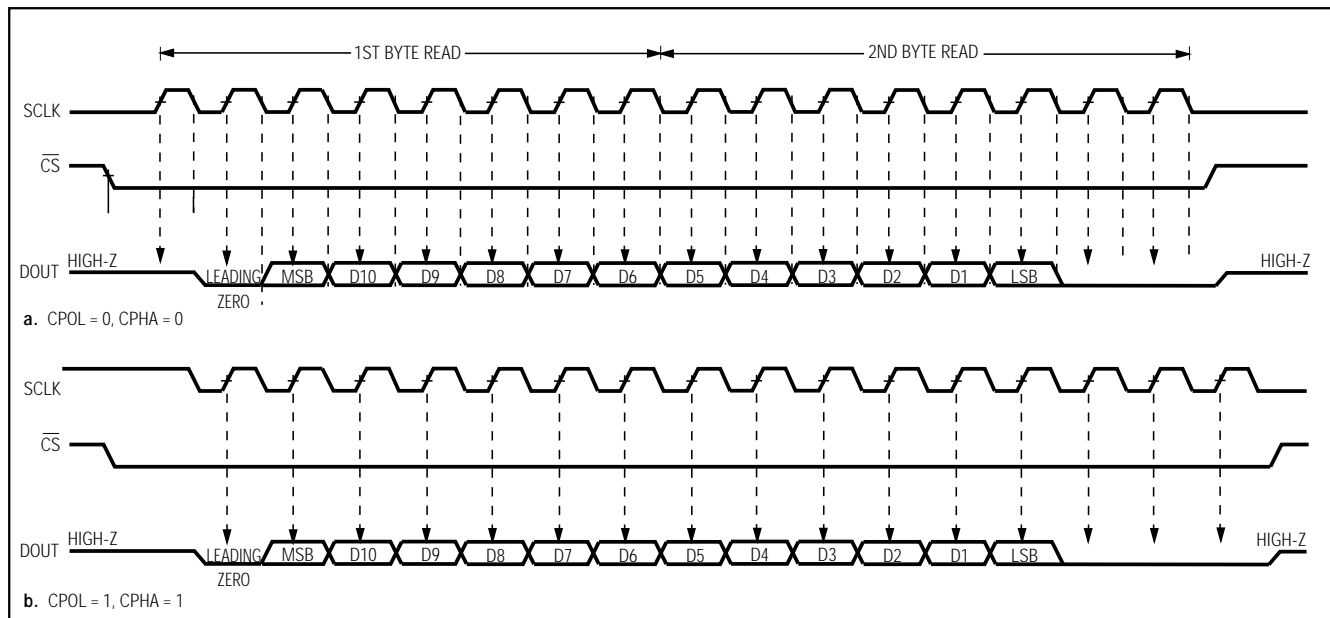 1ST BYTE READ 2ND BYTE READ
SCLK
CS
DOUT HIGH-Z LEADING ZERO MSB D10 D9 D8 D7 D6 D5 D4 D3 D2 D1 LSB HIGH-Z
a. CPOL = 0, CPHA = 0
SCLK
CS
DOUT HIGH-Z LEADING ZERO MSB D10 D9 D8 D7 D6 D5 D4 D3 D2 D1 LSB HIGH-Z
b. CPOL = 1, CPHA = 1